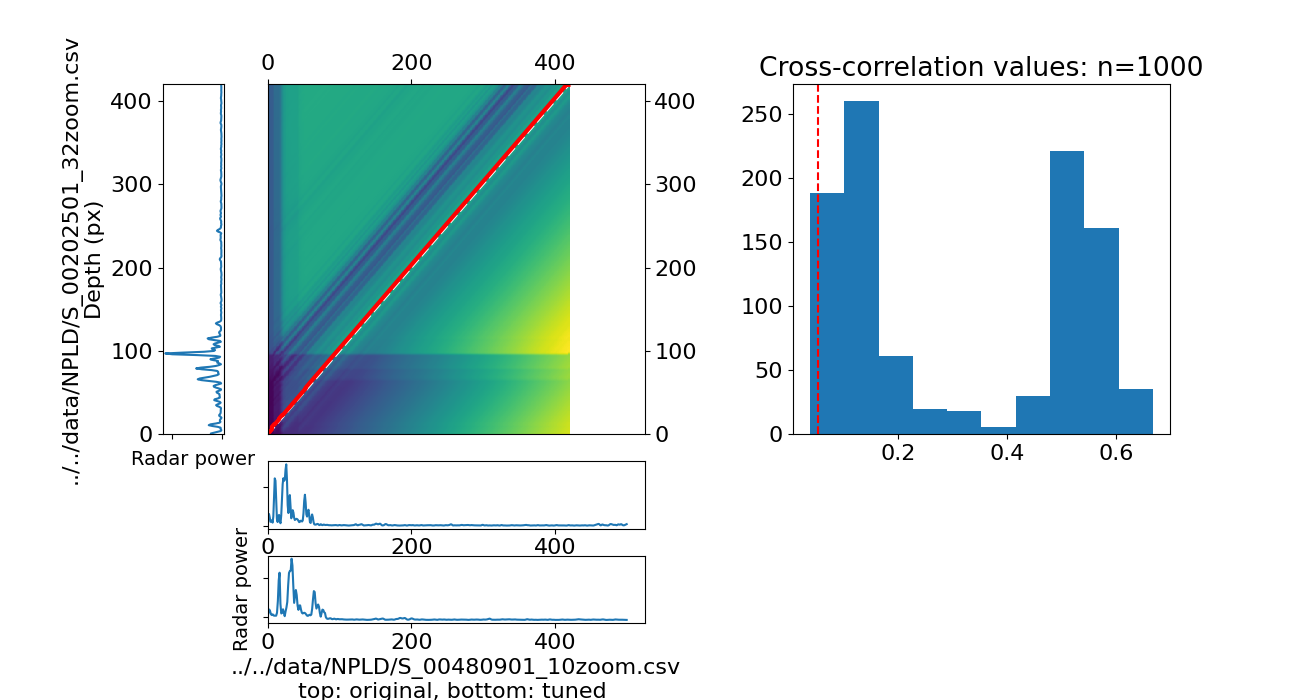 ../../data/NPLD/S_00202501_32zoom.csv
Depth (px)
0 200 400
400
300
200
100
0
400
300
200
100
0
Radar power
0 200 400
Radar power
0 200 400
../../data/NPLD/S_00480901_10zoom.csv
top: original, bottom: tuned
Cross-correlation values: n=1000
250
200
150
100
50
0
0.2 0.4 0.6